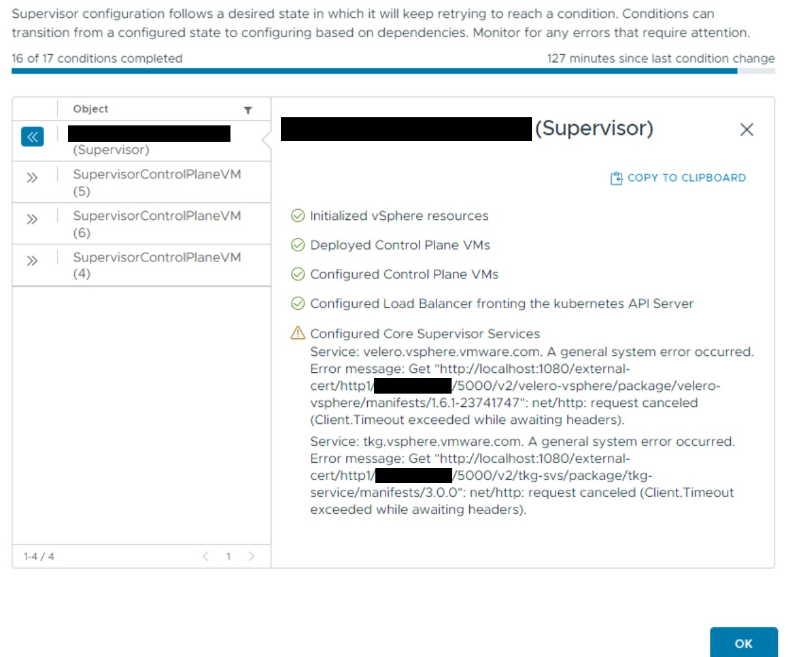 Supervisor configuration follows a desired state in which it will keep retrying to reach a condition. Conditions can
transition from a configured state to configuring based on dependencies. Monitor for any errors that require attention.
16 of 17 conditions completed
127 minutes since last condition change
Object
(Supervisor)
SupervisorControlPlaneVM
(5)
SupervisorControlPlaneVM
(6)
SupervisorControlPlaneVM
(4)
1-4 / 4
1
(Supervisor)
COPY TO CLIPBOARD
Initialized vSphere resources
Deployed Control Plane VMs
Configured Control Plane VMs
Configured Load Balancer fronting the kubernetes API Server
Configured Core Supervisor Services
Service: velero.vsphere.vmware.com. A general system error occurred.
Error message: Get "http://localhost:1080/external-
cert/http1/ /5000/v2/velero-vsphere/package/velero-
vsphere/manifests/1.6.1-23741747": net/http: request canceled
(Client.Timeout exceeded while awaiting headers).
Service: tkg.vsphere.vmware.com. A general system error occurred.
Error message: Get "http://localhost:1080/external-
cert/http1/ /5000/v2/tkg-svs/package/tkg-
service/manifests/3.0.0": net/http: request canceled (Client.Timeout
exceeded while awaiting headers).
OK